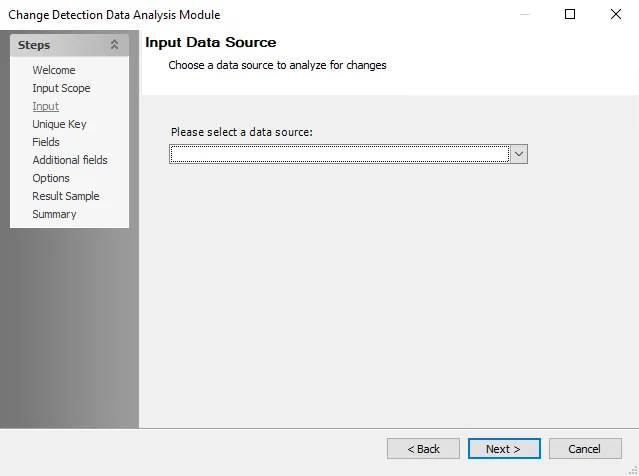 Change Detection Data Analysis Module
Steps
Welcome
Input Scope
Input
Unique Key
Fields
Additional fields
Options
Result Sample
Summary
Input Data Source
Choose a data source to analyze for changes
Please select a data source:
< Back
Next >
Cancel